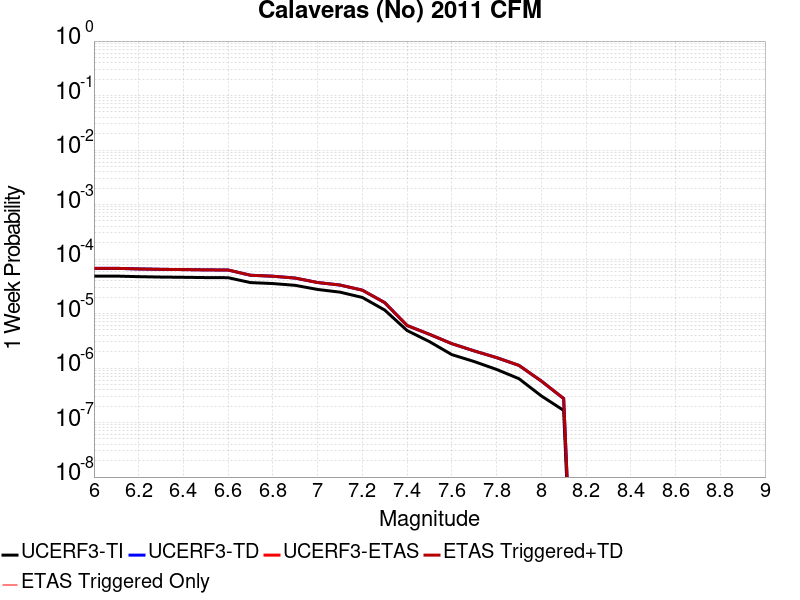 Calaveras (No) 2011 CFM
1 Week Probability
10^0
10^-1
10^-2
10^-3
10^-4
10^-5
10^-6
10^-7
10^-8
6 6.2 6.4 6.6 6.8 7 7.2 7.4 7.6 7.8 8 8.2 8.4 8.6 8.8 9
Magnitude
UCERF3-TI UCERF3-TD UCERF3-ETAS ETAS Triggered+TD
ETAS Triggered Only